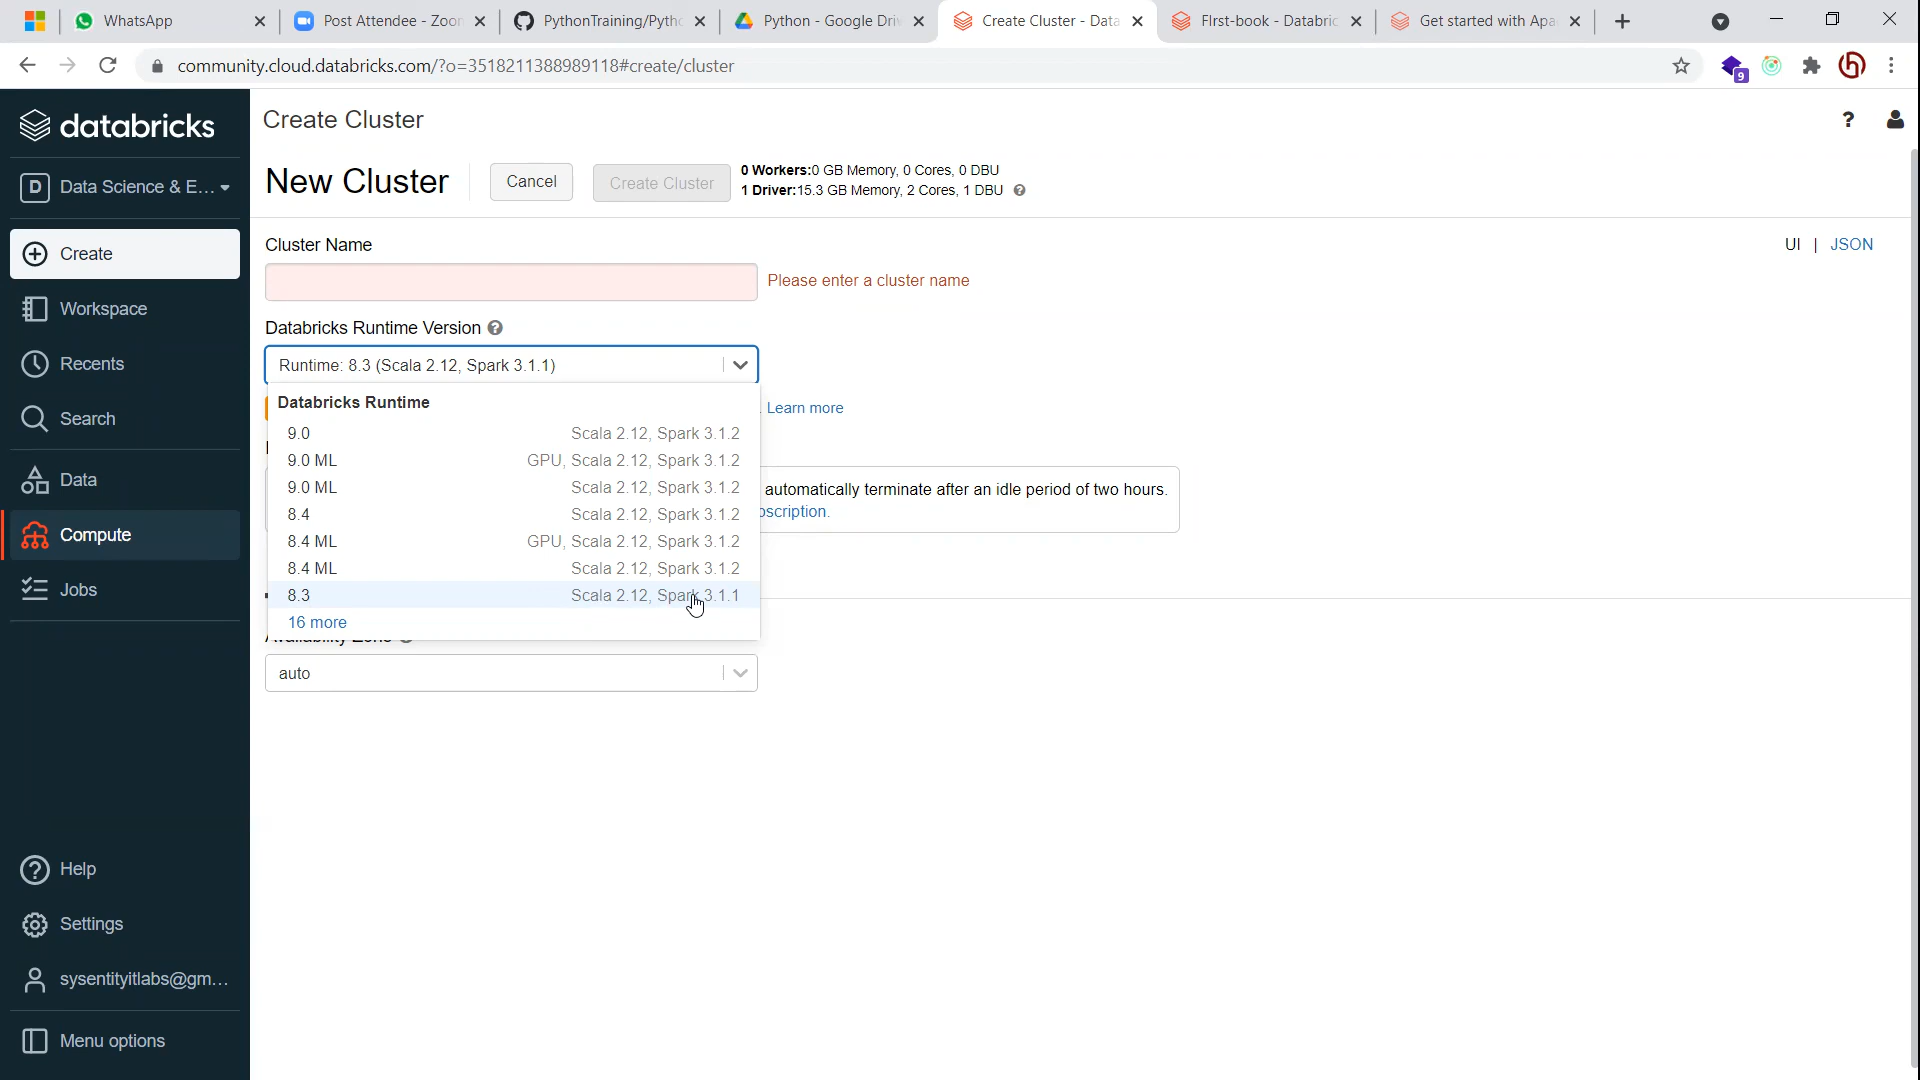 WhatsApp
Post Attendee - Zoor
PythonTraining/Pytho
Python - Google Driv
Create Cluster - Data
FIrst-book - Databric
Get started with Apa
community.cloud.databricks.com/?o=3518211388989118#create/cluster
9
databricks
D Data Science & E...
Create
Workspace
Recents
Search
Data
Compute
Jobs
Help
Settings
sysentityitlabs@gm...
Menu options
Create Cluster
?
New Cluster
Cancel
Create Cluster
0 Workers:0 GB Memory, 0 Cores, 0 DBU
1 Driver:15.3 GB Memory, 2 Cores, 1 DBU ?
Cluster Name
UI | JSON
Please enter a cluster name
Databricks Runtime Version ?
Runtime: 8.3 (Scala 2.12, Spark 3.1.1)
Databricks Runtime
. Learn more
9.0 Scala 2.12, Spark 3.1.2
9.0 ML GPU, Scala 2.12, Spark 3.1.2
9.0 ML Scala 2.12, Spark 3.1.2
automatically terminate after an idle period of two hours.
8.4 Scala 2.12, Spark 3.1.2
scription.
8.4 ML GPU, Scala 2.12, Spark 3.1.2
8.4 ML Scala 2.12, Spark 3.1.2
8.3 Scala 2.12, Spark 3.1.1
16 more
Availability Zone
auto